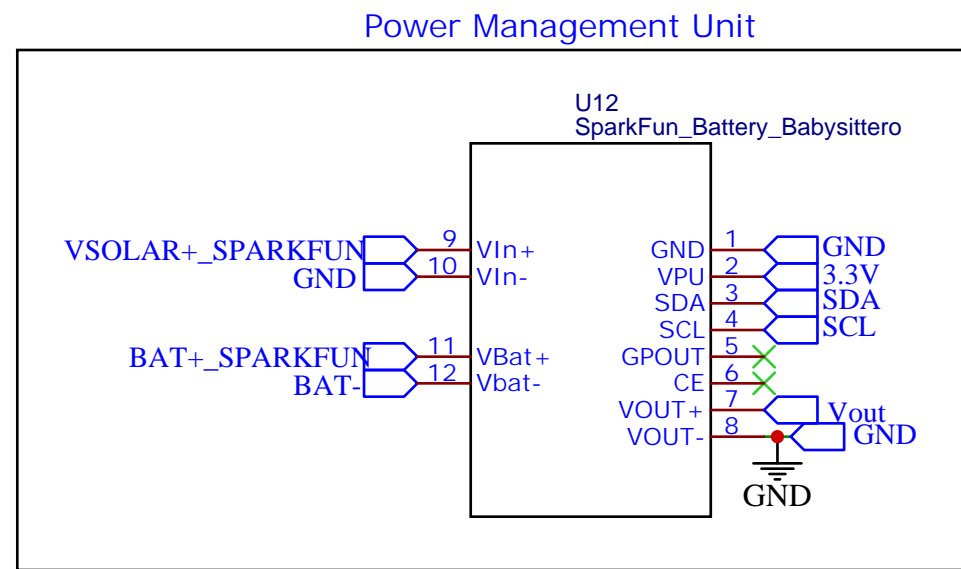 Power Management Unit
U12
SparkFun_Battery_Babysittero
VSOLAR+_SPARKFUN 9 VIn+
GND 10 VIn-
BAT+_SPARKFUN 11 VBat+
BAT- 12 Vbat-
GND 1 GND
VPU 2 3.3V
SDA 3 SDA
SCL 4 SCL
GPOUT 5
CE 6
VOUT+ 7 Vout
VOUT- 8 GND
GND